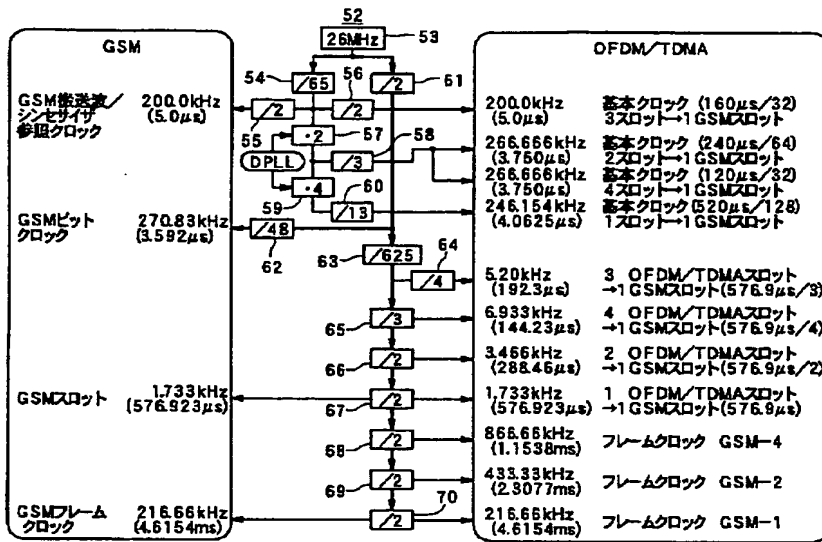 52
26MHz 53
GSM
OFDM/TDMA
54 /65
56
/2 61
GSM搬送波/
シンセサイザ
参照クロック
200.0kHz
(5.0μs)
/2
55
/2
200.0kHz
(5.0μs)
基本クロック (160μs/32)
3スロット→1GSMスロット
・2 57
58
DPLL
/3
266.666kHz
(3.750μs)
基本クロック (240μs/64)
2スロット→1GSMスロット
266.666kHz
(3.750μs)
基本クロック (120μs/32)
4スロット→1GSMスロット
・4
59
60
/13
246.154kHz
(4.0625μs)
基本クロック(520μs/128)
1スロット→1GSMスロット
GSMビット
クロック
270.83kHz
(3.592μs)
/48
62
63 /625
64
/4
5.20kHz
(192.3μs)
3 OFDM/TDMAスロット
→1GSMスロット(576.9μs/3)
65 /3
6.933kHz
(144.23μs)
4 OFDM/TDMAスロット
→1GSMスロット(576.9μs/4)
66 /2
3.466kHz
(288.46μs)
2 OFDM/TDMAスロット
→1GSMスロット(576.9μs/2)
GSMスロット
1.733kHz
(576.923μs)
67 /2
1.733kHz
(576.923μs)
1 OFDM/TDMAスロット
→1GSMスロット(576.9μs)
68 /2
866.66kHz
(1.1538ms)
フレームクロック GSM-4
69 /2
433.33kHz
(2.3077ms)
フレームクロック GSM-2
GSMフレーム
クロック
216.66kHz
(4.6154ms)
70
/2
216.66kHz
(4.6154ms)
フレームクロック GSM-1